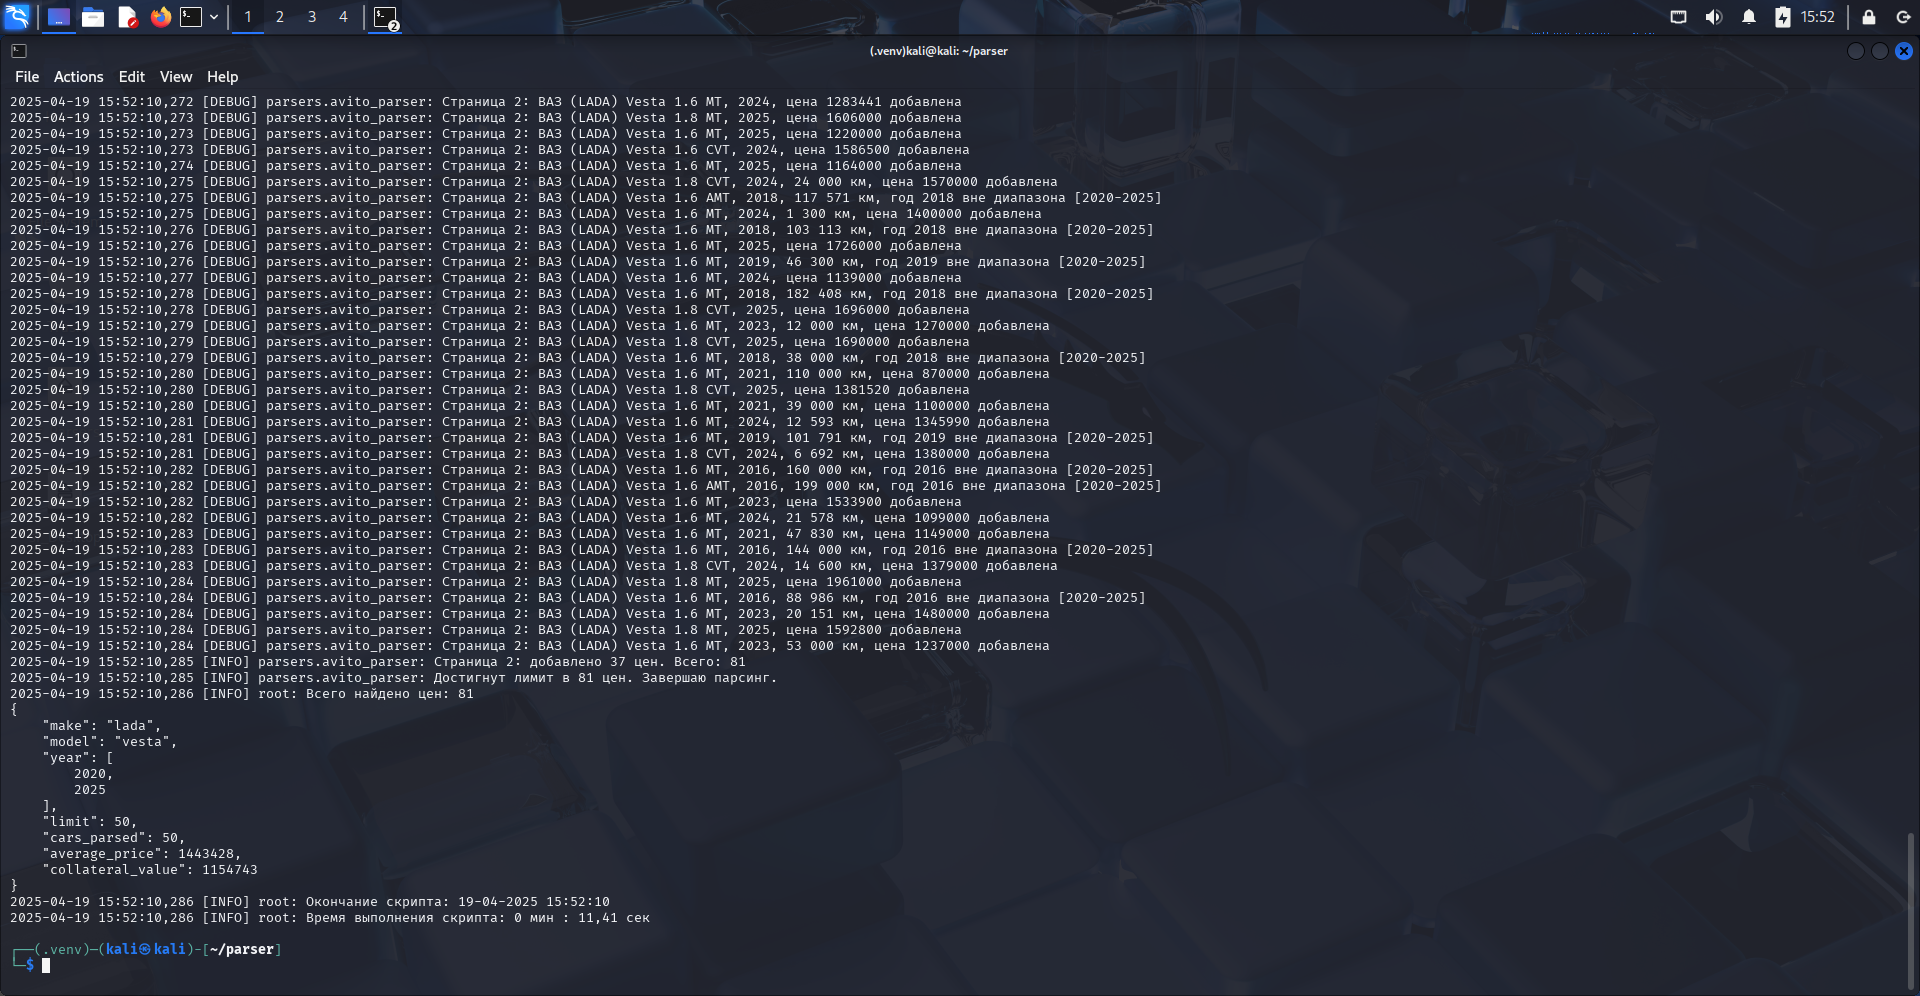 1 2 3 4 2 15:52
(.venv)kali@kali: ~/parser
File Actions Edit View Help
2025-04-19 15:52:10,272 [DEBUG] parsers.avito_parser: Страница 2: ВАЗ (LADA) Vesta 1.6 MT, 2024, цена 1283441 добавлена
2025-04-19 15:52:10,273 [DEBUG] parsers.avito_parser: Страница 2: ВАЗ (LADA) Vesta 1.8 MT, 2025, цена 1606000 добавлена
2025-04-19 15:52:10,273 [DEBUG] parsers.avito_parser: Страница 2: ВАЗ (LADA) Vesta 1.6 MT, 2025, цена 1220000 добавлена
2025-04-19 15:52:10,273 [DEBUG] parsers.avito_parser: Страница 2: ВАЗ (LADA) Vesta 1.6 CVT, 2024, цена 1586500 добавлена
2025-04-19 15:52:10,274 [DEBUG] parsers.avito_parser: Страница 2: ВАЗ (LADA) Vesta 1.6 MT, 2025, цена 1164000 добавлена
2025-04-19 15:52:10,275 [DEBUG] parsers.avito_parser: Страница 2: ВАЗ (LADA) Vesta 1.8 CVT, 2024, 24 000 км, цена 1570000 добавлена
2025-04-19 15:52:10,275 [DEBUG] parsers.avito_parser: Страница 2: ВАЗ (LADA) Vesta 1.6 AMT, 2018, 117 571 км, год 2018 вне диапазона [2020-2025]
2025-04-19 15:52:10,275 [DEBUG] parsers.avito_parser: Страница 2: ВАЗ (LADA) Vesta 1.6 MT, 2024, 1 300 км, цена 1400000 добавлена
2025-04-19 15:52:10,276 [DEBUG] parsers.avito_parser: Страница 2: ВАЗ (LADA) Vesta 1.6 MT, 2018, 103 113 км, год 2018 вне диапазона [2020-2025]
2025-04-19 15:52:10,276 [DEBUG] parsers.avito_parser: Страница 2: ВАЗ (LADA) Vesta 1.6 MT, 2025, цена 1726000 добавлена
2025-04-19 15:52:10,276 [DEBUG] parsers.avito_parser: Страница 2: ВАЗ (LADA) Vesta 1.6 MT, 2019, 46 300 км, год 2019 вне диапазона [2020-2025]
2025-04-19 15:52:10,277 [DEBUG] parsers.avito_parser: Страница 2: ВАЗ (LADA) Vesta 1.6 MT, 2024, цена 1139000 добавлена
2025-04-19 15:52:10,278 [DEBUG] parsers.avito_parser: Страница 2: ВАЗ (LADA) Vesta 1.6 MT, 2018, 182 408 км, год 2018 вне диапазона [2020-2025]
2025-04-19 15:52:10,278 [DEBUG] parsers.avito_parser: Страница 2: ВАЗ (LADA) Vesta 1.8 CVT, 2025, цена 1696000 добавлена
2025-04-19 15:52:10,279 [DEBUG] parsers.avito_parser: Страница 2: ВАЗ (LADA) Vesta 1.6 MT, 2023, 12 000 км, цена 1270000 добавлена
2025-04-19 15:52:10,279 [DEBUG] parsers.avito_parser: Страница 2: ВАЗ (LADA) Vesta 1.8 CVT, 2025, цена 1690000 добавлена
2025-04-19 15:52:10,279 [DEBUG] parsers.avito_parser: Страница 2: ВАЗ (LADA) Vesta 1.6 MT, 2018, 38 000 км, год 2018 вне диапазона [2020-2025]
2025-04-19 15:52:10,280 [DEBUG] parsers.avito_parser: Страница 2: ВАЗ (LADA) Vesta 1.6 MT, 2021, 110 000 км, цена 870000 добавлена
2025-04-19 15:52:10,280 [DEBUG] parsers.avito_parser: Страница 2: ВАЗ (LADA) Vesta 1.8 CVT, 2025, цена 1381520 добавлена
2025-04-19 15:52:10,280 [DEBUG] parsers.avito_parser: Страница 2: ВАЗ (LADA) Vesta 1.6 MT, 2021, 39 000 км, цена 1100000 добавлена
2025-04-19 15:52:10,281 [DEBUG] parsers.avito_parser: Страница 2: ВАЗ (LADA) Vesta 1.6 MT, 2024, 12 593 км, цена 1345990 добавлена
2025-04-19 15:52:10,281 [DEBUG] parsers.avito_parser: Страница 2: ВАЗ (LADA) Vesta 1.6 MT, 2019, 101 791 км, год 2019 вне диапазона [2020-2025]
2025-04-19 15:52:10,281 [DEBUG] parsers.avito_parser: Страница 2: ВАЗ (LADA) Vesta 1.8 CVT, 2024, 6 692 км, цена 1380000 добавлена
2025-04-19 15:52:10,282 [DEBUG] parsers.avito_parser: Страница 2: ВАЗ (LADA) Vesta 1.6 MT, 2016, 160 000 км, год 2016 вне диапазона [2020-2025]
2025-04-19 15:52:10,282 [DEBUG] parsers.avito_parser: Страница 2: ВАЗ (LADA) Vesta 1.6 AMT, 2016, 199 000 км, год 2016 вне диапазона [2020-2025]
2025-04-19 15:52:10,282 [DEBUG] parsers.avito_parser: Страница 2: ВАЗ (LADA) Vesta 1.6 MT, 2023, цена 1533900 добавлена
2025-04-19 15:52:10,282 [DEBUG] parsers.avito_parser: Страница 2: ВАЗ (LADA) Vesta 1.6 MT, 2024, 21 578 км, цена 1099000 добавлена
2025-04-19 15:52:10,283 [DEBUG] parsers.avito_parser: Страница 2: ВАЗ (LADA) Vesta 1.6 MT, 2021, 47 830 км, цена 1149000 добавлена
2025-04-19 15:52:10,283 [DEBUG] parsers.avito_parser: Страница 2: ВАЗ (LADA) Vesta 1.6 MT, 2016, 144 000 км, год 2016 вне диапазона [2020-2025]
2025-04-19 15:52:10,283 [DEBUG] parsers.avito_parser: Страница 2: ВАЗ (LADA) Vesta 1.8 CVT, 2024, 14 600 км, цена 1379000 добавлена
2025-04-19 15:52:10,284 [DEBUG] parsers.avito_parser: Страница 2: ВАЗ (LADA) Vesta 1.8 MT, 2025, цена 1961000 добавлена
2025-04-19 15:52:10,284 [DEBUG] parsers.avito_parser: Страница 2: ВАЗ (LADA) Vesta 1.6 MT, 2016, 88 986 км, год 2016 вне диапазона [2020-2025]
2025-04-19 15:52:10,284 [DEBUG] parsers.avito_parser: Страница 2: ВАЗ (LADA) Vesta 1.6 MT, 2023, 20 151 км, цена 1480000 добавлена
2025-04-19 15:52:10,284 [DEBUG] parsers.avito_parser: Страница 2: ВАЗ (LADA) Vesta 1.8 MT, 2025, цена 1592800 добавлена
2025-04-19 15:52:10,284 [DEBUG] parsers.avito_parser: Страница 2: ВАЗ (LADA) Vesta 1.6 MT, 2023, 53 000 км, цена 1237000 добавлена
2025-04-19 15:52:10,285 [INFO] parsers.avito_parser: Страница 2: добавлено 37 цен. Всего: 81
2025-04-19 15:52:10,285 [INFO] parsers.avito_parser: Достигнут лимит в 81 цен. Завершаю парсинг.
2025-04-19 15:52:10,286 [INFO] root: Всего найдено цен: 81
{
    "make": "lada",
    "model": "vesta",
    "year": [
        2020,
        2025
    ],
    "limit": 50,
    "cars_parsed": 50,
    "average_price": 1443428,
    "collateral_value": 1154743
}
2025-04-19 15:52:10,286 [INFO] root: Окончание скрипта: 19-04-2025 15:52:10
2025-04-19 15:52:10,286 [INFO] root: Время выполнения скрипта: 0 мин : 11,41 сек
┌──(.venv)─(kali㉿kali)-[~/parser]
└─$